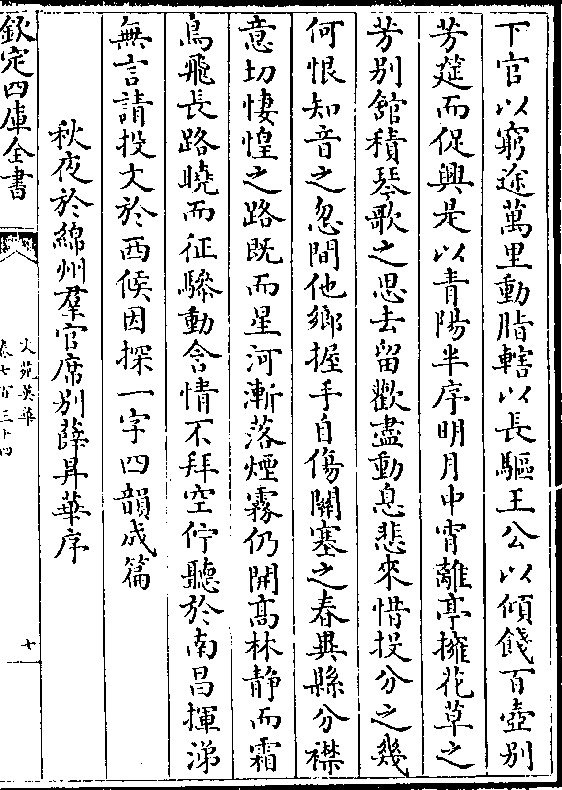 下官以窮途萬里動脂轄以長驅王公以傾餞百壺别
芳筵而促興是以青陽半序明月中宵離亭擁花草之
芳别舘積琴歌之思去留歡盡動息悲來惜投分之幾
何恨知音之忽間他鄉握手自傷關塞之春異縣分襟
意切悽惶之路既而星河漸落煙霧仍開髙林静而霜
鳥飛長路曉而征驂動含情不拜空佇聽於南昌揮涕
無言請投文於西候因探一字四韻成篇
秋夜於緜州羣官席别薛昇華序
欽定四庫全書
文苑英華
卷七百三十四
十